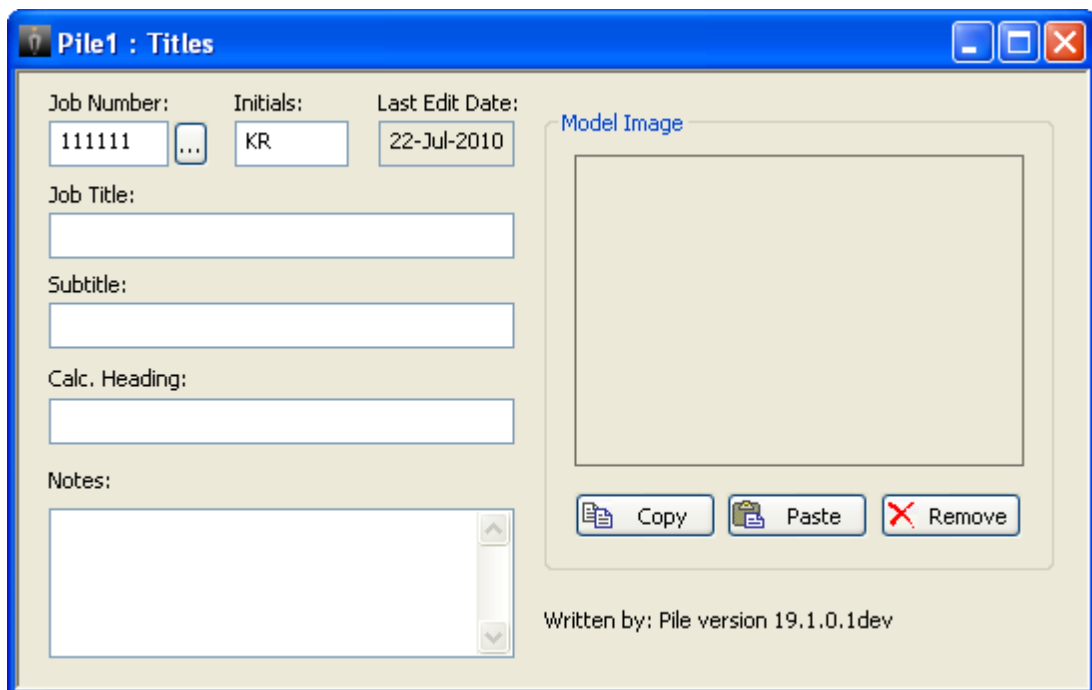 Pile1 : Titles
Job Number: Initials: Last Edit Date:
111111 ... KR 22-Jul-2010
Model Image
Job Title:
Subtitle:
Calc. Heading:
Notes:
Copy Paste Remove
Written by: Pile version 19.1.0.1dev